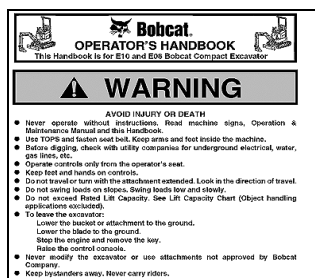 Bobcat®
OPERATOR'S HANDBOOK
This Handbook is for E10 and E08 Bobcat Compact Excavator
WARNING
AVOID INJURY OR DEATH
● Never operate without instructions. Read machine signs, Operation &
Maintenance Manual and this Handbook.
● Use TOPS and fasten seat belt. Keep arms and feet inside the machine.
● Before digging, check with utility companies for underground electrical, water,
gas lines, etc.
● Operate controls only from the operator's seat.
● Keep feet and hands on controls.
● Do not travel or turn with the attachment extended. Look in the direction of travel.
● Do not swing loads on slopes. Swing loads low and slowly.
● Do not exceed Rated Lift Capacity. See Lift Capacity Chart (Object handling
applications excluded).
● To leave the excavator:
Lower the bucket or attachment to the ground.
Lower the blade to the ground.
Stop the engine and remove the key.
Raise the control console.
● Never modify the excavator or use attachments not approved by Bobcat
Company.
● Keep bystanders away. Never carry riders.